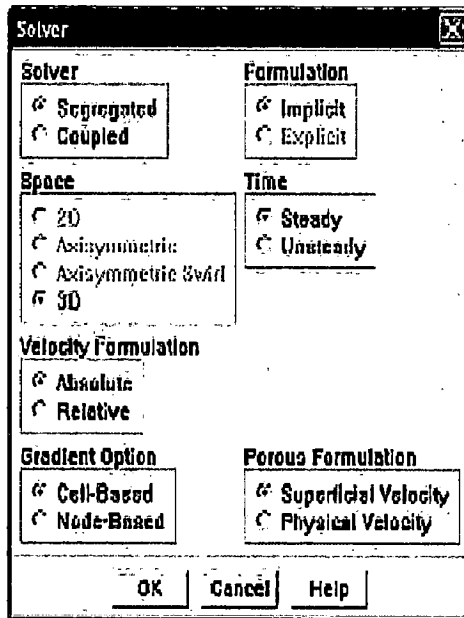 Solver
Solver
Segregated
Coupled
Formulation
Implicit
Explicit
Space
2D
Axisymmetric
Axisymmetric Swirl
3D
Time
Steady
Unsteady
Velocity Formulation
Absolute
Relative
Gradient Option
Cell-Based
Node-Based
Porous Formulation
Superficial Velocity
Physical Velocity
OK
Cancel
Help